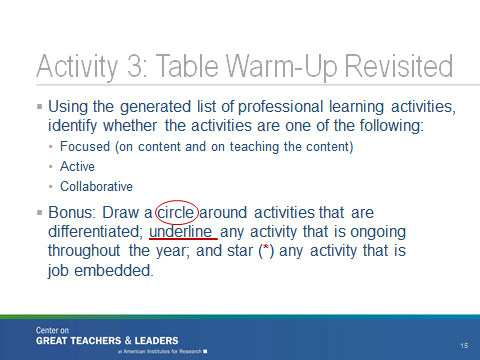 Activity 3: Table Warm-Up Revisited
▪ Using the generated list of professional learning activities,
identify whether the activities are one of the following:
• Focused (on content and on teaching the content)
• Active
• Collaborative
▪ Bonus: Draw a circle around activities that are
differentiated; underline any activity that is ongoing
throughout the year; and star (*) any activity that is
job embedded.
Center on
GREAT TEACHERS & LEADERS
at American Institutes for Research ■
15